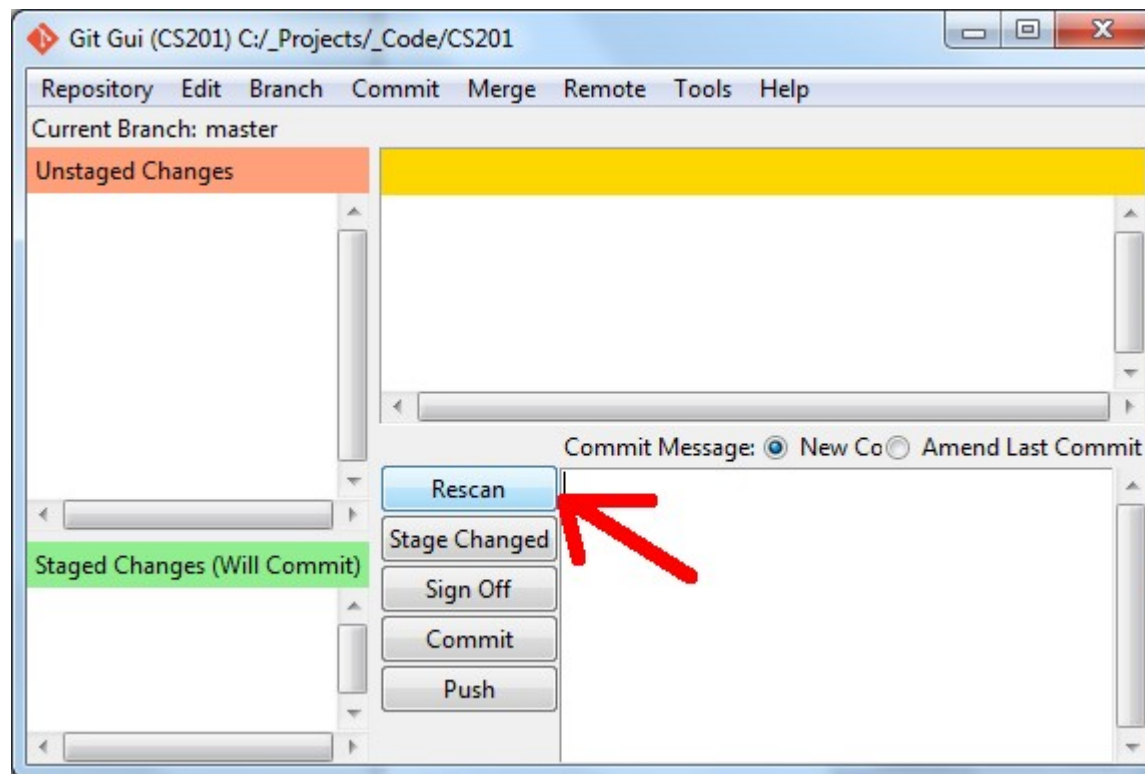 Git Gui (CS201) C:/_Projects/_Code/CS201
Repository Edit Branch Commit Merge Remote Tools Help
Current Branch: master
Unstaged Changes
Staged Changes (Will Commit)
Commit Message: New Co Amend Last Commit
Rescan
Stage Changed
Sign Off
Commit
Push